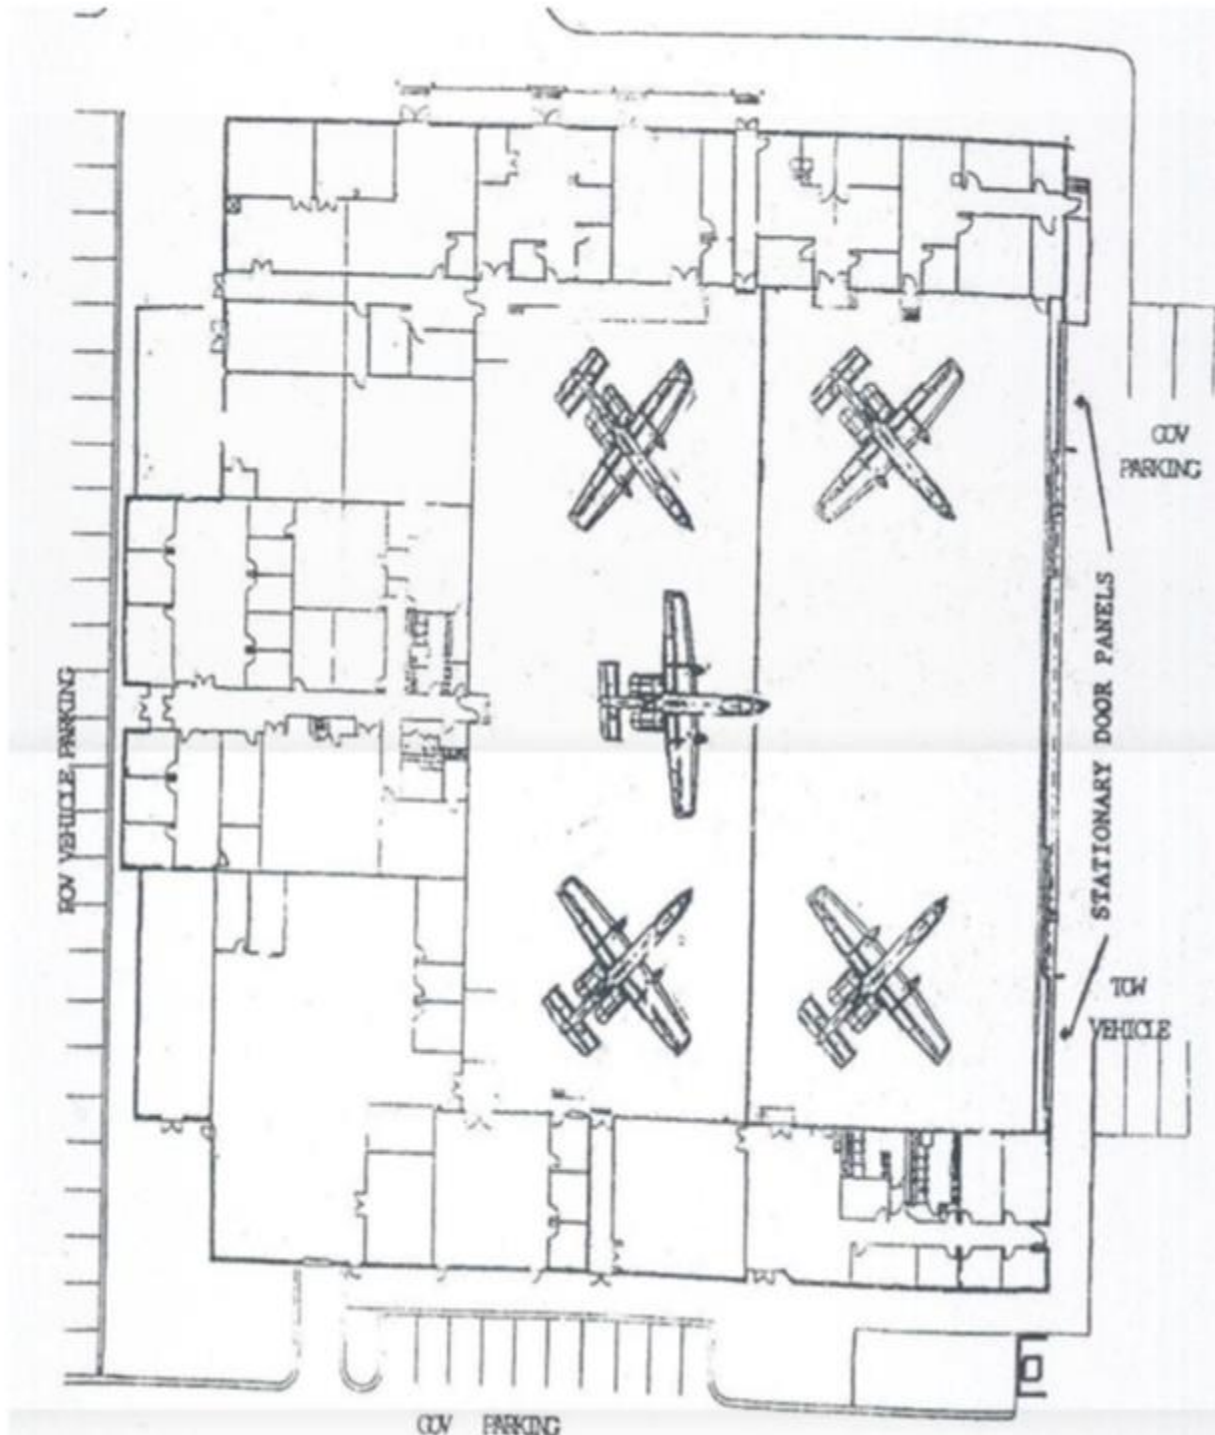 GOV
PARKING
STATIONARY DOOR PANELS
POV VEHICLE PARKING
TOW
VEHICLE
GOV PARKING